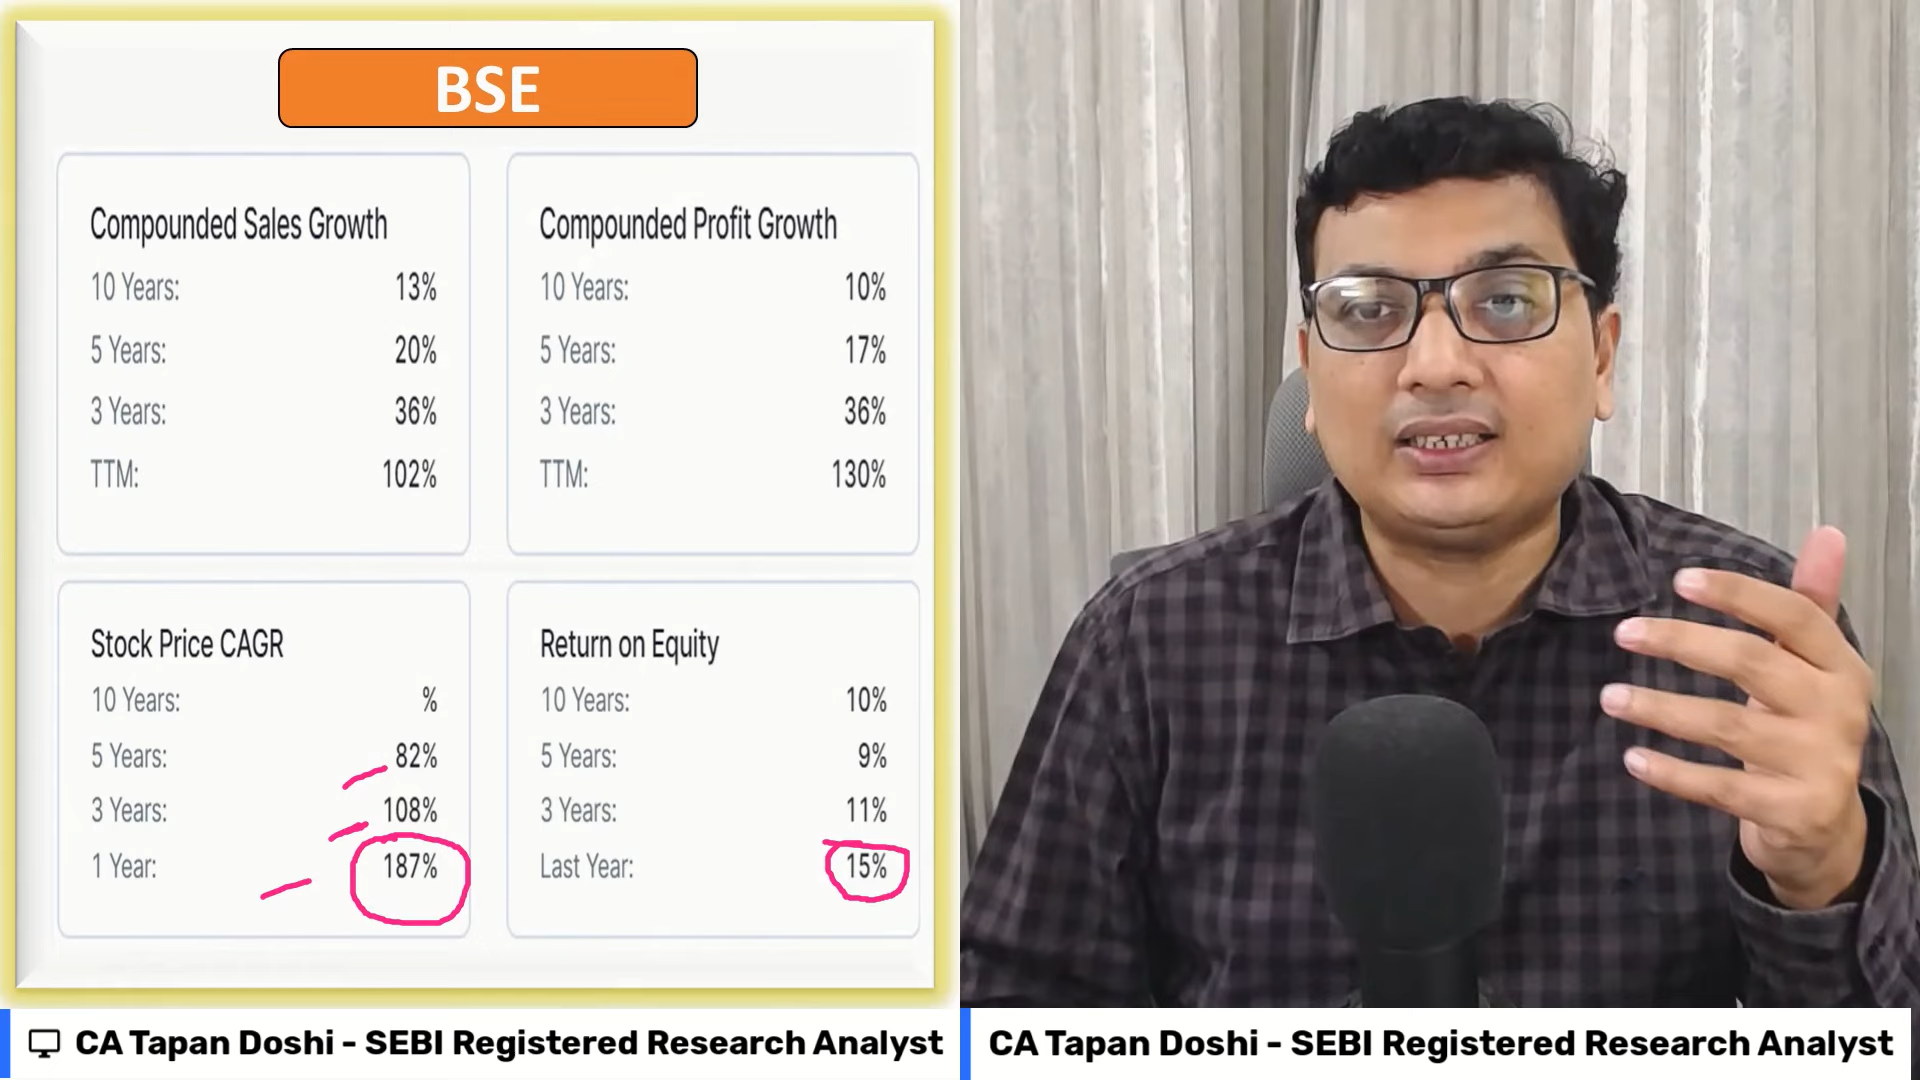 BSE
Compounded Sales Growth
10 Years: 13%
5 Years: 20%
3 Years: 36%
TTM: 102%
Compounded Profit Growth
10 Years: 10%
5 Years: 17%
3 Years: 36%
TTM: 130%
Stock Price CAGR
10 Years: %
5 Years: 82%
3 Years: 108%
1 Year: 187%
Return on Equity
10 Years: 10%
5 Years: 9%
3 Years: 11%
Last Year: 15%
CA Tapan Doshi - SEBI Registered Research Analyst
CA Tapan Doshi - SEBI Registered Research Analyst